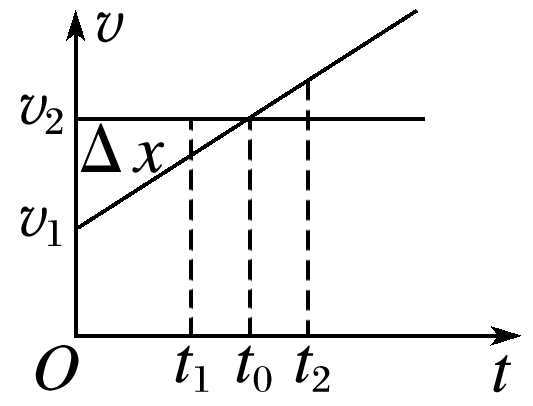 v
v₂
Δx
v₁
O t₁ t₀ t₂ t